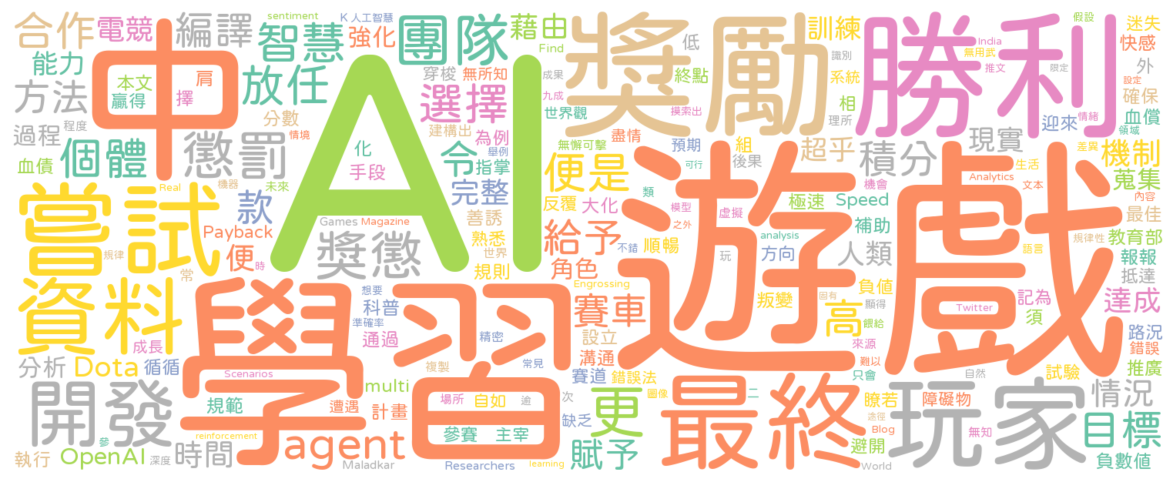 合作
電競
編譯
智慧
sentiment
K
人工智慧
強化
團隊
藉由
Find
獎勵
低
終點
訓練
系統
勝利
India
無用武
推文
識別
假設
限定
設定
迷失
快感
外
確保
血償
能力
本文
贏得
肩
擇
中
放任
AI
穿梭
無所知
選擇
成果
九成
世界觀
摸索出
相
理所
迎來
領域
情緒
方法
過程
程度
血債
個體
懲罰
分數
情境
建構出
為例
舉例
令
指掌
無懈可擊
盡情
預期
組
後果
超乎
積分
現實
差異
機制
可行
化
手段
完整
便是
反覆
大化
類
模型
虛擬
機會
極速
Speed
生活
Analytics
文本
蒐集
內容
最佳
嘗試
Real
機器
未來
款
Payback
便
時
規律
常
Games
Magazine
獎懲
善誘
熟悉
世界
規則
給予
角色
不錯
之外
順暢
玩
analysis
方向
補助
人類
語言
規律性
教育部
報報
抵達
遊戲
資料
成長
學習
想要
準確率
科普
通過
精密
複製
常見
賽車
Engrossing
設立
溝通
叛變
固有
負值
高
顯得
餵給
來源
難以
只會
Twitter
記為
須
達成
路況
錯誤
推廣
分析
Dota
循循
Scenarios
multi
規範
遭遇
計畫
場所
自如
逾
次
賽道
錯誤法
缺乏
圖像
更
二
最終
瞭若
障礙物
自然
試驗
途徑
Blog
無知
避開
World
玩家
情況
目標
負數值
開發
reinforcement
時間
agent
參賽
主宰
賦予
執行
OpenAI
參
深度
Maladkar
Researchers
learning